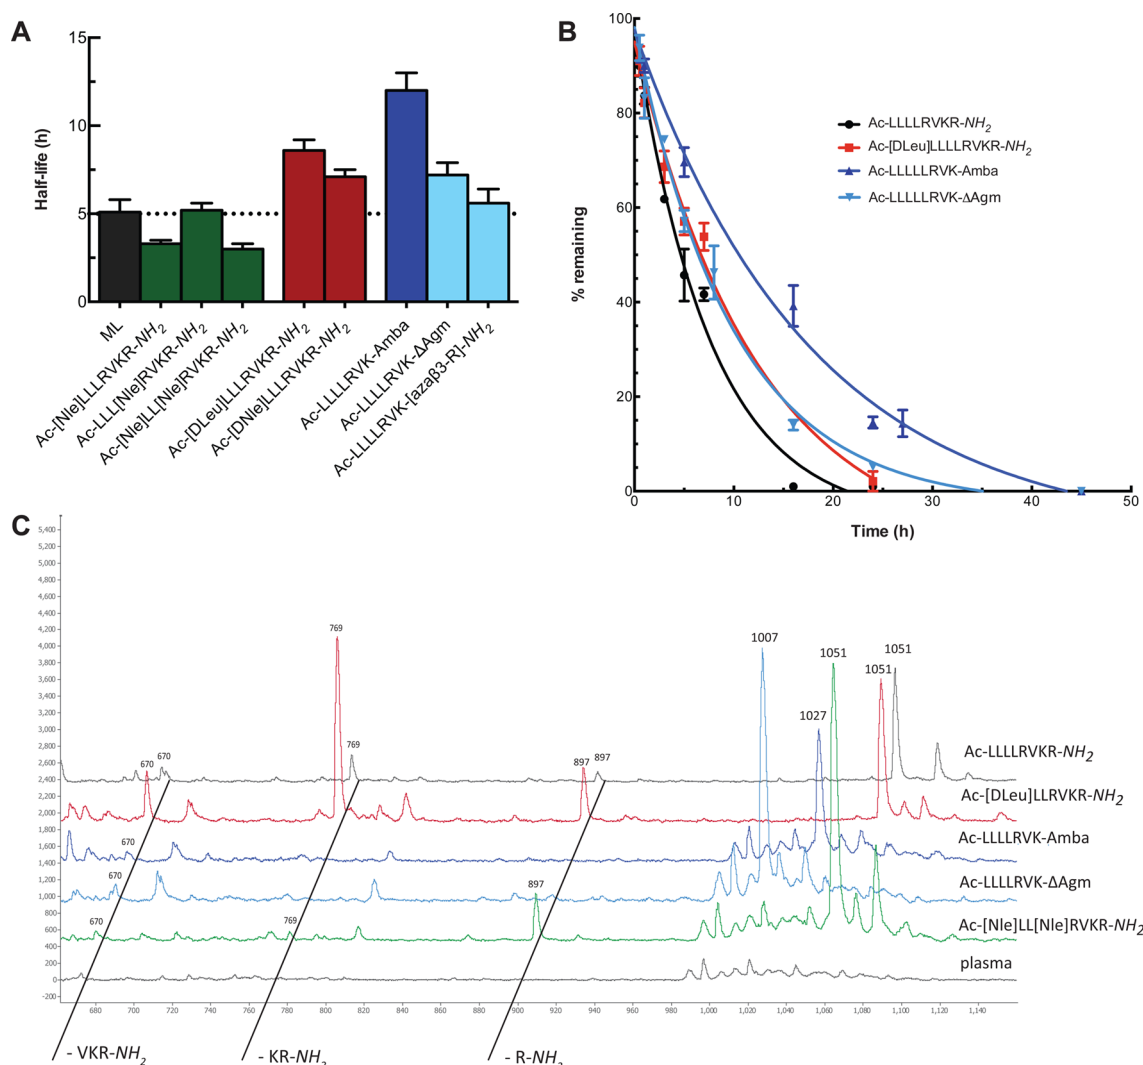 A
15
10
5
0
Half-life (h)
ML
Ac-[Nle]LLLRVKR-NH2
Ac-LLL[Nle]RVKR-NH2
Ac-[Nle]LL[Nle]RVKR-NH2
Ac-[DLeu]LLLRVKR-NH2
Ac-[DNle]LLLRVKR-NH2
Ac-LLLLRVK-Amba
Ac-LLLLRVK-ΔAgm
Ac-LLLLRVK-[azaβ3-R]-NH2
B
100
80
60
40
20
0
% remaining
0 10 20 30 40 50
Time (h)
Ac-LLLLRVKR-NH2
Ac-[DLeu]LLLLRVKR-NH2
Ac-LLLLLRVK-Amba
Ac-LLLLLRVK-ΔAgm
C
5,400
5,200
5,000
4,800
4,600
4,400
4,200
4,000
3,800
3,600
3,400
3,200
3,000
2,800
2,600
2,400
2,200
2,000
1,800
1,600
1,400
1,200
1,000
800
600
400
200
0
-200
670 769 897 1051
Ac-LLLLRVKR-NH2
670 769 897 1051
Ac-[DLeu]LLRVKR-NH2
670 1027
Ac-LLLLRVK-Amba
670 1007
Ac-LLLLRVK-ΔAgm
670 769 897 1051
Ac-[Nle]LL[Nle]RVKR-NH2
plasma
680 700 720 740 760 780 800 820 840 860 880 900 920 940 960 980 1,000 1,020 1,040 1,060 1,080 1,100 1,120 1,140
- VKR-NH2
- KR-NH2
- R-NH2